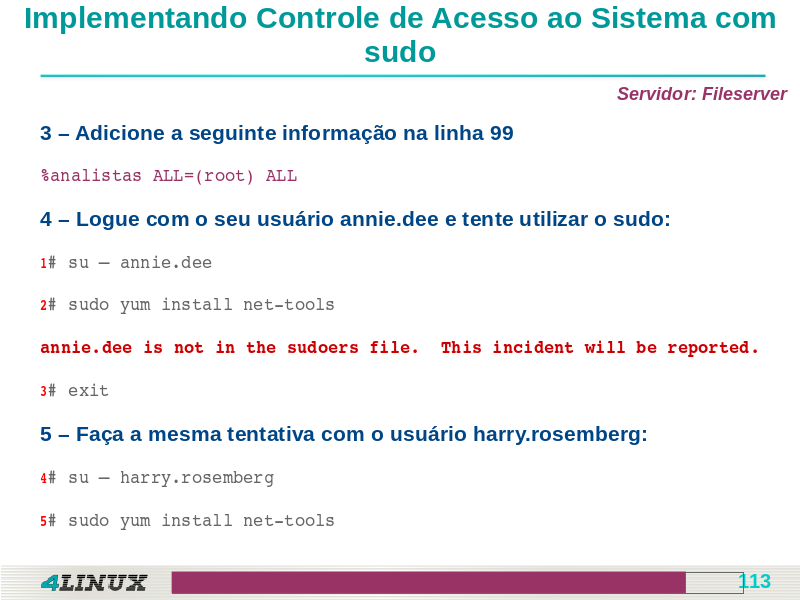 Implementando Controle de Acesso ao Sistema com
sudo
Servidor: Fileserver
3 – Adicione a seguinte informação na linha 99
%analistas ALL=(root) ALL
4 – Logue com o seu usuário annie.dee e tente utilizar o sudo:
1# su – annie.dee
2# sudo yum install net-tools
annie.dee is not in the sudoers file.  This incident will be reported.
3# exit
5 – Faça a mesma tentativa com o usuário harry.rosemberg:
4# su – harry.rosemberg
5# sudo yum install net-tools
4LINUX
113